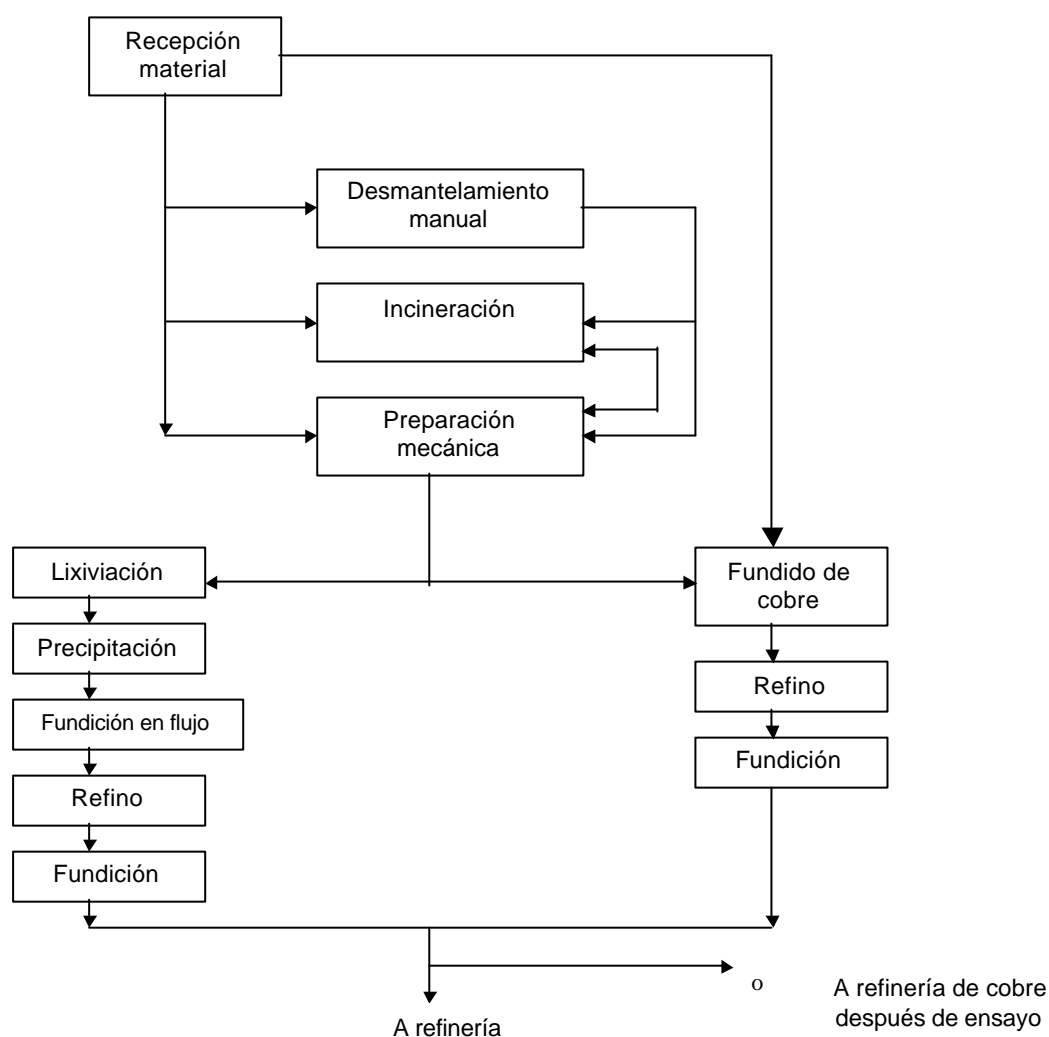 Recepción
material
Desmantelamiento
manual
Incineración
Preparación
mecánica
Lixiviación
Precipitación
Fundición en flujo
Refino
Fundición
Fundido de
cobre
Refino
Fundición
A refinería
o
A refinería de cobre
después de ensayo